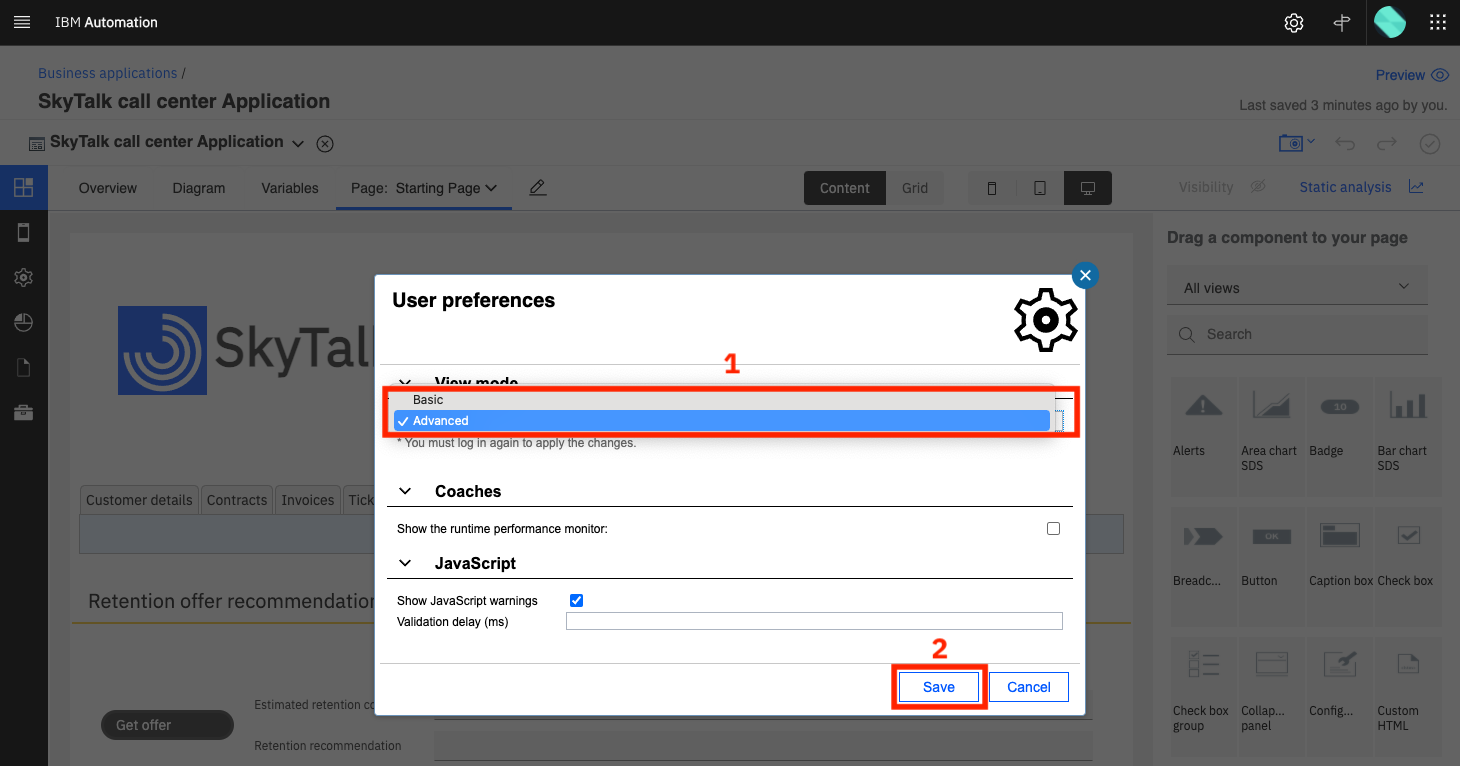 IBM Automation
Business applications /
Preview
SkyTalk call center Application
Last saved 3 minutes ago by you.
SkyTalk call center Application
Overview Diagram Variables Page: Starting Page Content Grid Visibility Static analysis
Drag a component to your page
All views
Search
SkyTalk
User preferences
1
View mode
Basic
Advanced
* You must log in again to apply the changes.
Coaches
Show the runtime performance monitor:
JavaScript
Show JavaScript warnings
Validation delay (ms)
2
Save Cancel
Customer details Contracts Invoices Tick
Retention offer recommendation
Get offer
Estimated retention co
Retention recommendation
10
Alerts Area chart SDS Badge Bar chart SDS
OK
Breadc... Button Caption box Check box
Check box group Collap... panel Config... Custom HTML